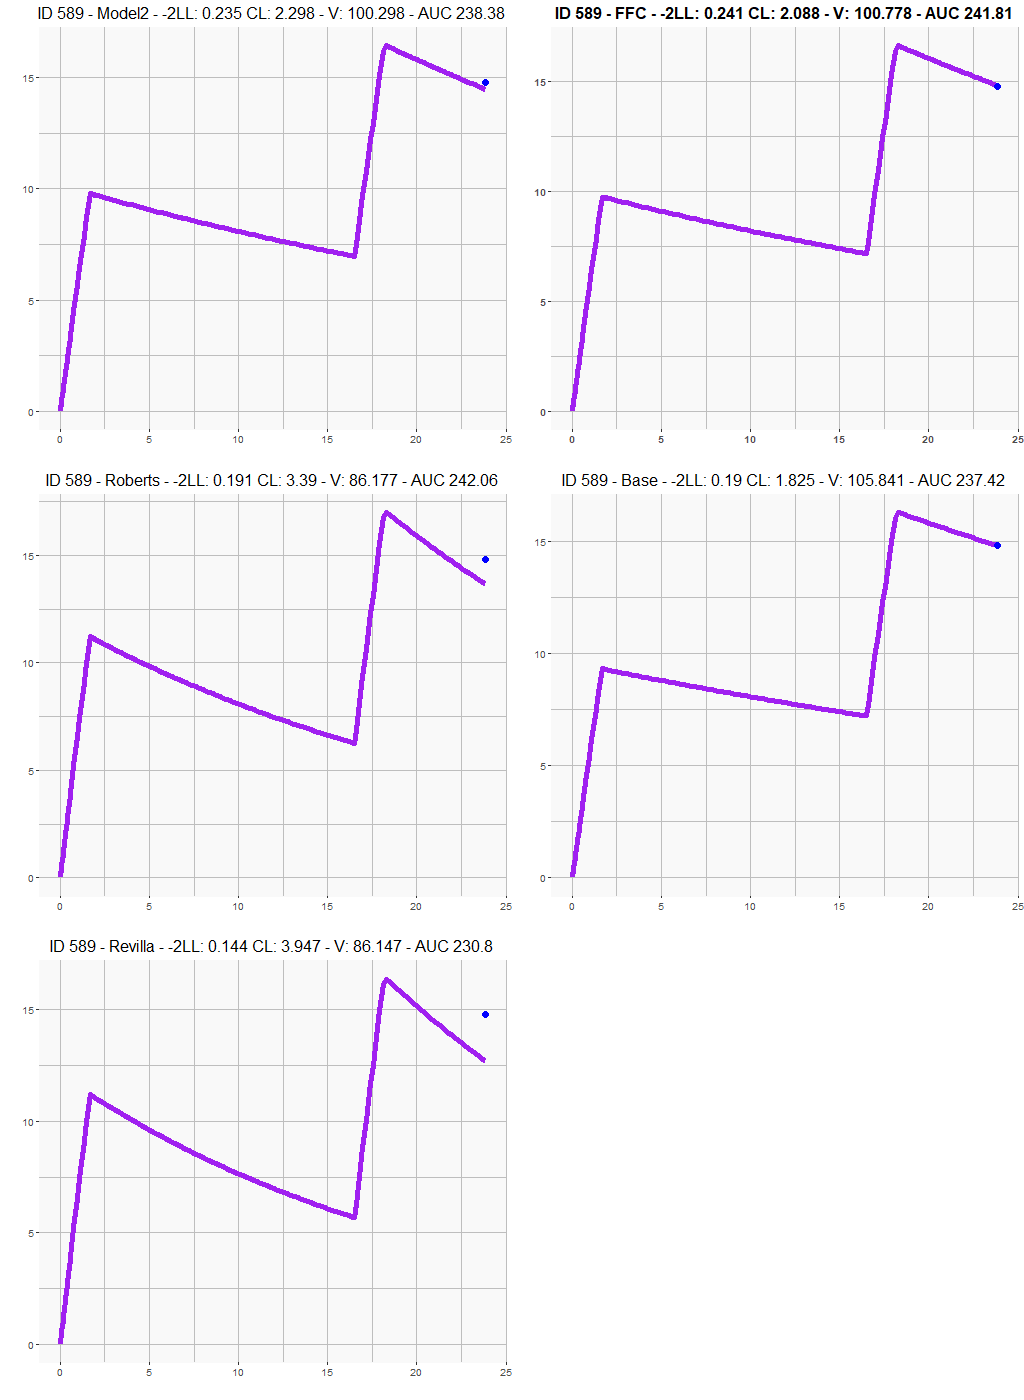 ID 589 - Model2 - -2LL: 0.235 CL: 2.298 - V: 100.298 - AUC 238.38
15
10
5
0
0 5 10 15 20 25
ID 589 - FFC - -2LL: 0.241 CL: 2.088 - V: 100.778 - AUC 241.81
15
10
5
0
0 5 10 15 20 25
ID 589 - Roberts - -2LL: 0.191 CL: 3.39 - V: 86.177 - AUC 242.06
15
10
5
0
0 5 10 15 20 25
ID 589 - Base - -2LL: 0.19 CL: 1.825 - V: 105.841 - AUC 237.42
15
10
5
0
0 5 10 15 20 25
ID 589 - Revilla - -2LL: 0.144 CL: 3.947 - V: 86.147 - AUC 230.8
15
10
5
0
0 5 10 15 20 25